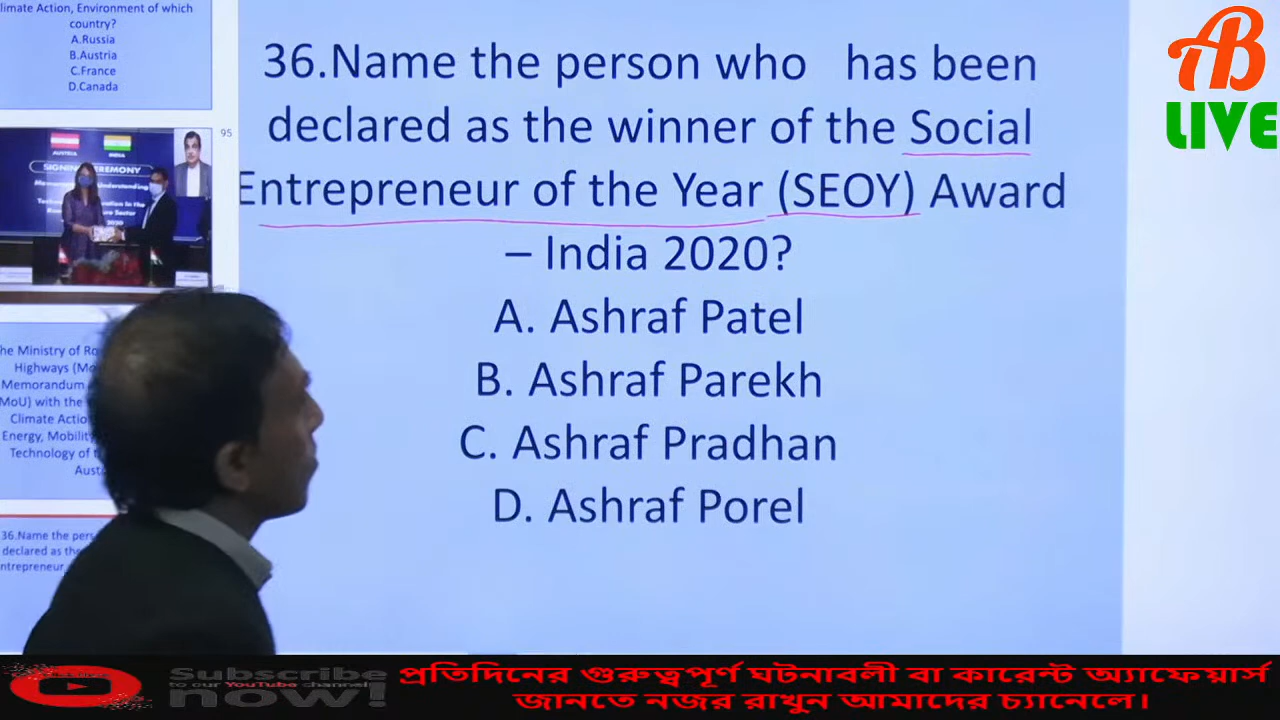 limate Action, Environment of which
country?
A.Russia
B.Austria
C.France
D.Canada
95
AUSTRIA
INDIA
he Ministry of Ro
Highways (Mo
Memorandum
MoU) with the
Climate Actio
Energy, Mobility
Technology of t
Aust
36.Name the pers
declared as the
ntrepreneur
36.Name the person who has been
declared as the winner of the Social
Entrepreneur of the Year (SEOY) Award
– India 2020?
A. Ashraf Patel
B. Ashraf Parekh
C. Ashraf Pradhan
D. Ashraf Porel
AB
LIVE
Subscribe
to our YouTube channel
now!
প্রতিদিনের গুরুত্বপূর্ণ ঘটনাবলী বা কারেন্ট অ্যাফেয়ার্স
জানতে নজর রাখুন আমাদের চ্যানেলে।